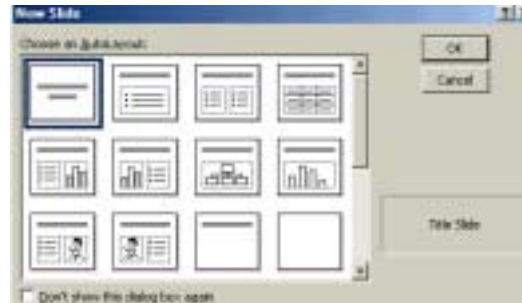 New Slide
Choose an AutoLayout:
OK
Cancel
Title Slide
Don't show this dialog box again